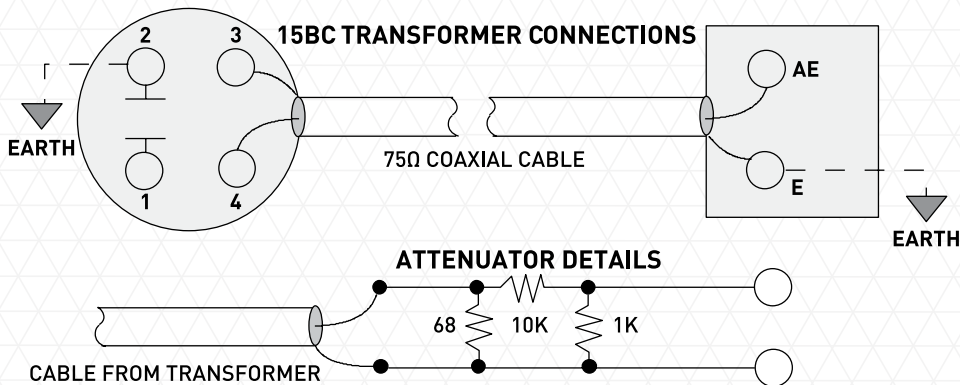 15BC TRANSFORMER CONNECTIONS
2
3
AE
EARTH
75Ω COAXIAL CABLE
1
4
E
EARTH
ATTENUATOR DETAILS
68
10K
1K
CABLE FROM TRANSFORMER